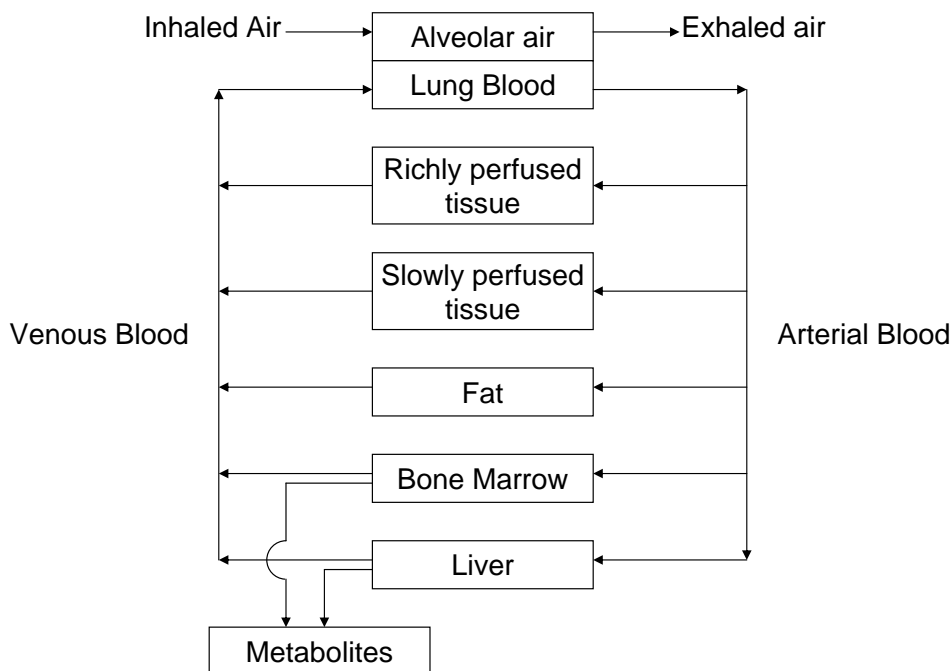 Inhaled Air
Alveolar air
Exhaled air
Lung Blood
Richly perfused
tissue
Slowly perfused
tissue
Venous Blood
Arterial Blood
Fat
Bone Marrow
Liver
Metabolites